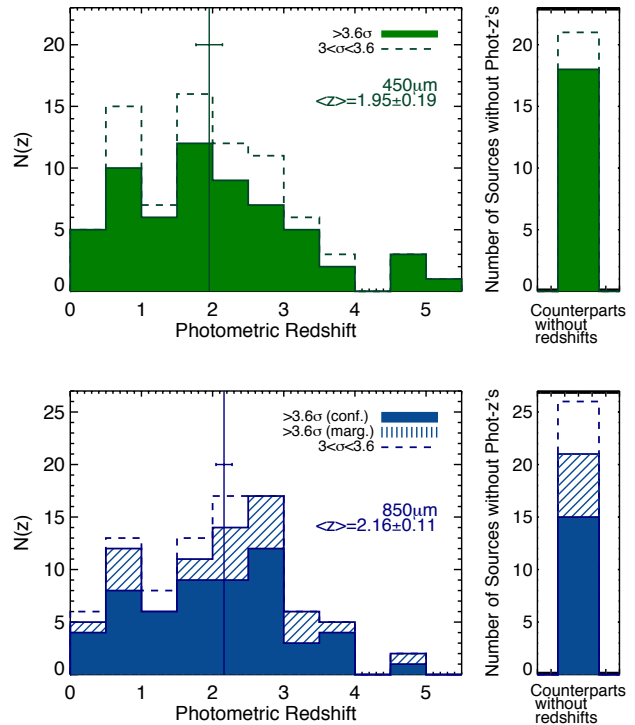 >3.6σ
3<σ<3.6
450μm
<z>=1.95±0.19
20
15
10
5
0
N(z)
0 1 2 3 4 5
Photometric Redshift
Number of Sources without Phot-z's
20
15
10
5
0
Counterparts
without
redshifts
>3.6σ (conf.)
>3.6σ (marg.)
3<σ<3.6
850μm
<z>=2.16±0.11
25
20
15
10
5
0
N(z)
0 1 2 3 4 5
Photometric Redshift
Number of Sources without Phot-z's
25
20
15
10
5
0
Counterparts
without
redshifts